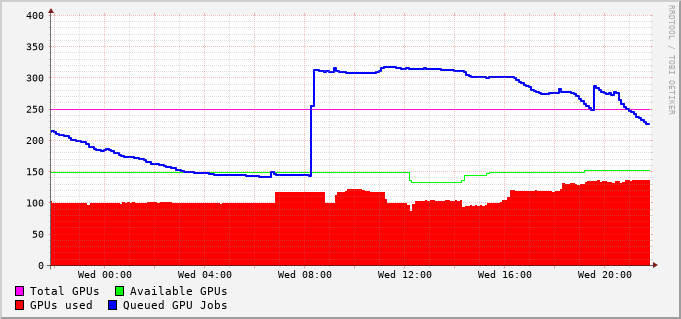 400
350
300
250
200
150
100
50
0
Wed 00:00 Wed 04:00 Wed 08:00 Wed 12:00 Wed 16:00 Wed 20:00
Total GPUs Available GPUs
GPUs used Queued GPU Jobs
RRDTOOL / TOBI OETIKER